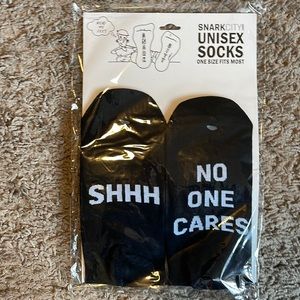 SNARKCITY
UNISEX
SOCKS
ONE SIZE FITS MOST
SHHH
NO
ONE
CARES